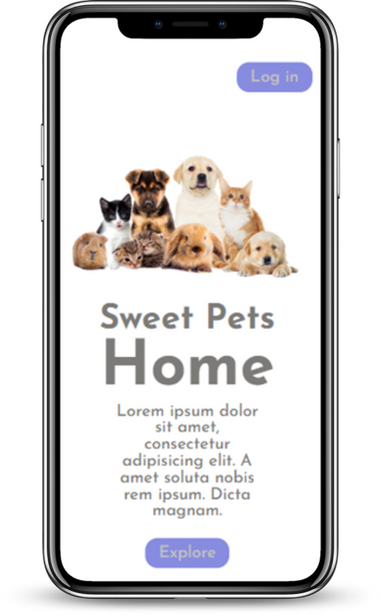 Log in
Sweet Pets
Home
Lorem ipsum dolor
sit amet,
consectetur
adipisicing elit. A
amet soluta nobis
rem ipsum. Dicta
magnam.
Explore